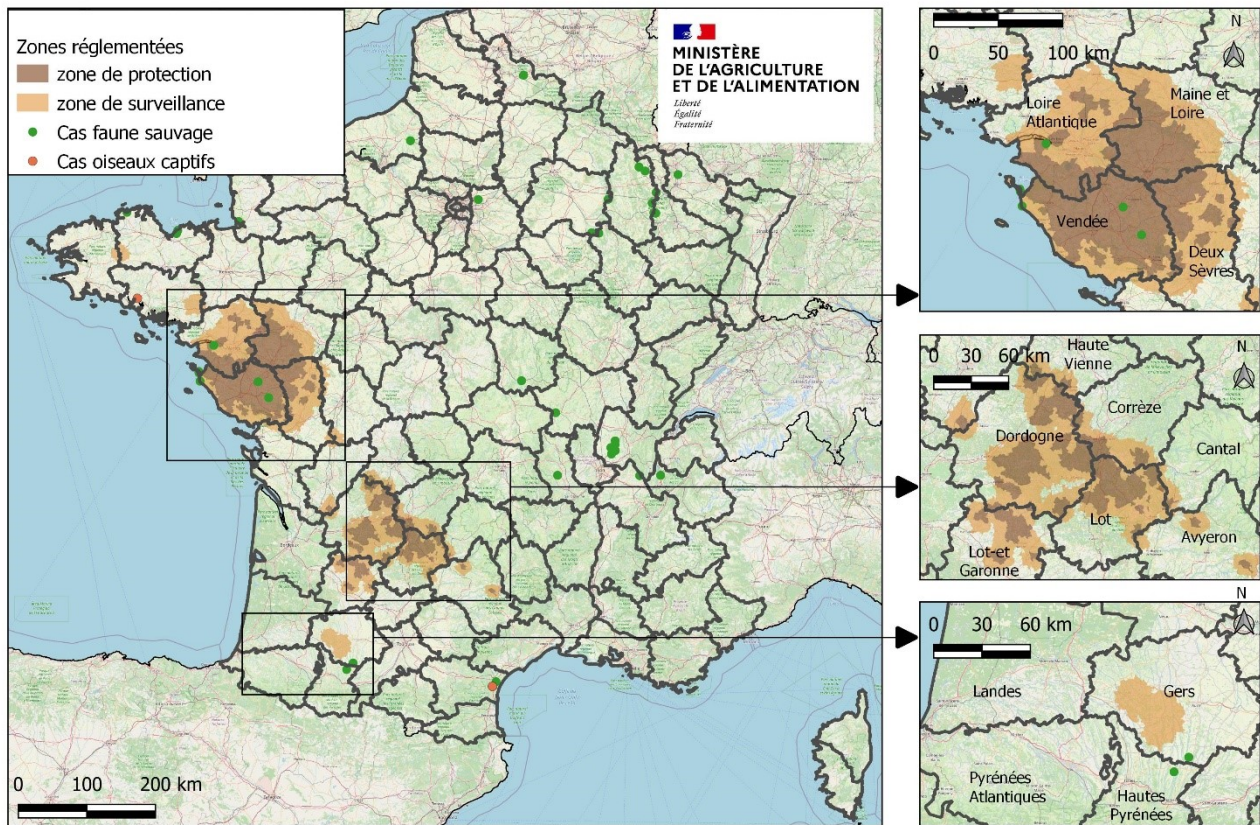 Zones réglementées
zone de protection
zone de surveillance
Cas faune sauvage
Cas oiseaux captifs
MINISTÈRE
DE L'AGRICULTURE
ET DE L'ALIMENTATION
Liberté
Égalité
Fraternité
0 100 200 km
0 50 100 km
N
Loire
Atlantique
Maine et
Loire
Vendée
Deux
Sèvres
0 30 60 km
N
Haute
Vienne
Corrèze
Dordogne
Cantal
Lot
Lot-et
Garonne
Avyeron
N
0 30 60 km
Landes
Gers
Pyrénées
Atlantiques
Hautes
Pyrénées